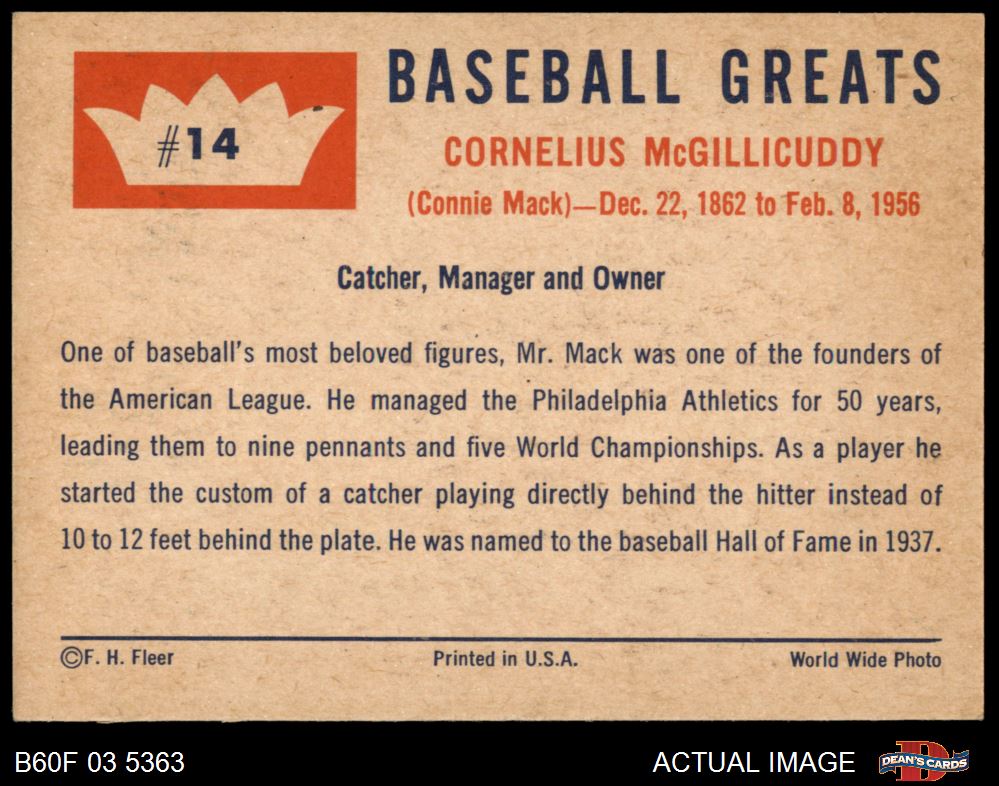 #14
BASEBALL GREATS
CORNELIUS McGILLICUDDY
(Connie Mack)—Dec. 22, 1862 to Feb. 8, 1956
Catcher, Manager and Owner
One of baseball's most beloved figures, Mr. Mack was one of the founders of
the American League. He managed the Philadelphia Athletics for 50 years,
leading them to nine pennants and five World Championships. As a player he
started the custom of a catcher playing directly behind the hitter instead of
10 to 12 feet behind the plate. He was named to the baseball Hall of Fame in 1937.
©F. H. Fleer Printed in U.S.A. World Wide Photo
B60F 03 5363 ACTUAL IMAGE D DEAN'S CARDS